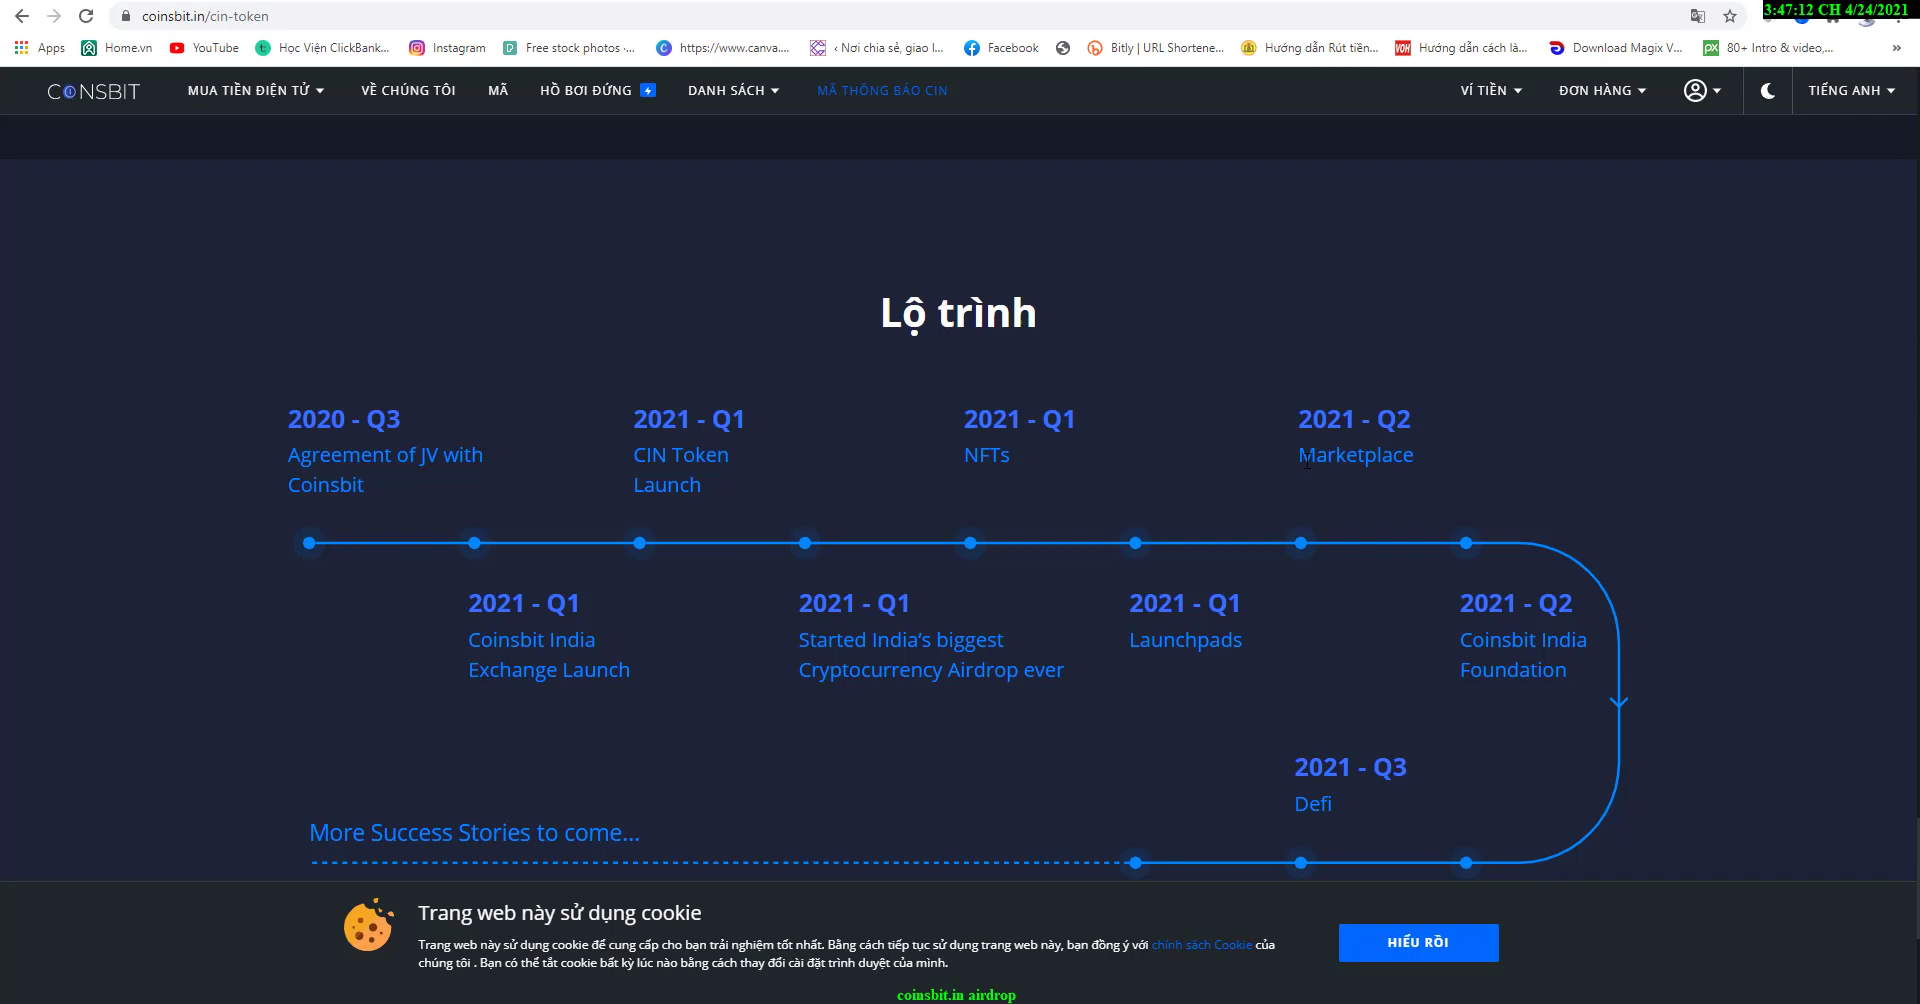 coinsbit.in/cin-token
3:47:12 CH 4/24/2021
Apps Home.vn YouTube Học Viện ClickBank... Instagram Free stock photos ·... https://www.canva.... ‹ Nơi chia sẻ, giao l... Facebook Bitly | URL Shortene... Hướng dẫn Rút tiền... Hướng dẫn cách là... Download Magix V... 80+ Intro & video,... »
COINSBIT MUA TIỀN ĐIỆN TỬ VỀ CHÚNG TÔI MÃ HỒ BƠI ĐỨNG DANH SÁCH MÃ THÔNG BÁO CIN VÍ TIỀN ĐƠN HÀNG TIẾNG ANH
Lộ trình
2020 - Q3
Agreement of JV with
Coinsbit
2021 - Q1
CIN Token
Launch
2021 - Q1
NFTs
2021 - Q2
Marketplace
2021 - Q1
Coinsbit India
Exchange Launch
2021 - Q1
Started India’s biggest
Cryptocurrency Airdrop ever
2021 - Q1
Launchpads
2021 - Q2
Coinsbit India
Foundation
2021 - Q3
Defi
More Success Stories to come...
Trang web này sử dụng cookie
Trang web này sử dụng cookie để cung cấp cho bạn trải nghiệm tốt nhất. Bằng cách tiếp tục sử dụng trang web này, bạn đồng ý với chính sách Cookie của
chúng tôi . Bạn có thể tắt cookie bất kỳ lúc nào bằng cách thay đổi cài đặt trình duyệt của mình.
HIỂU RỒI
coinsbit.in airdrop